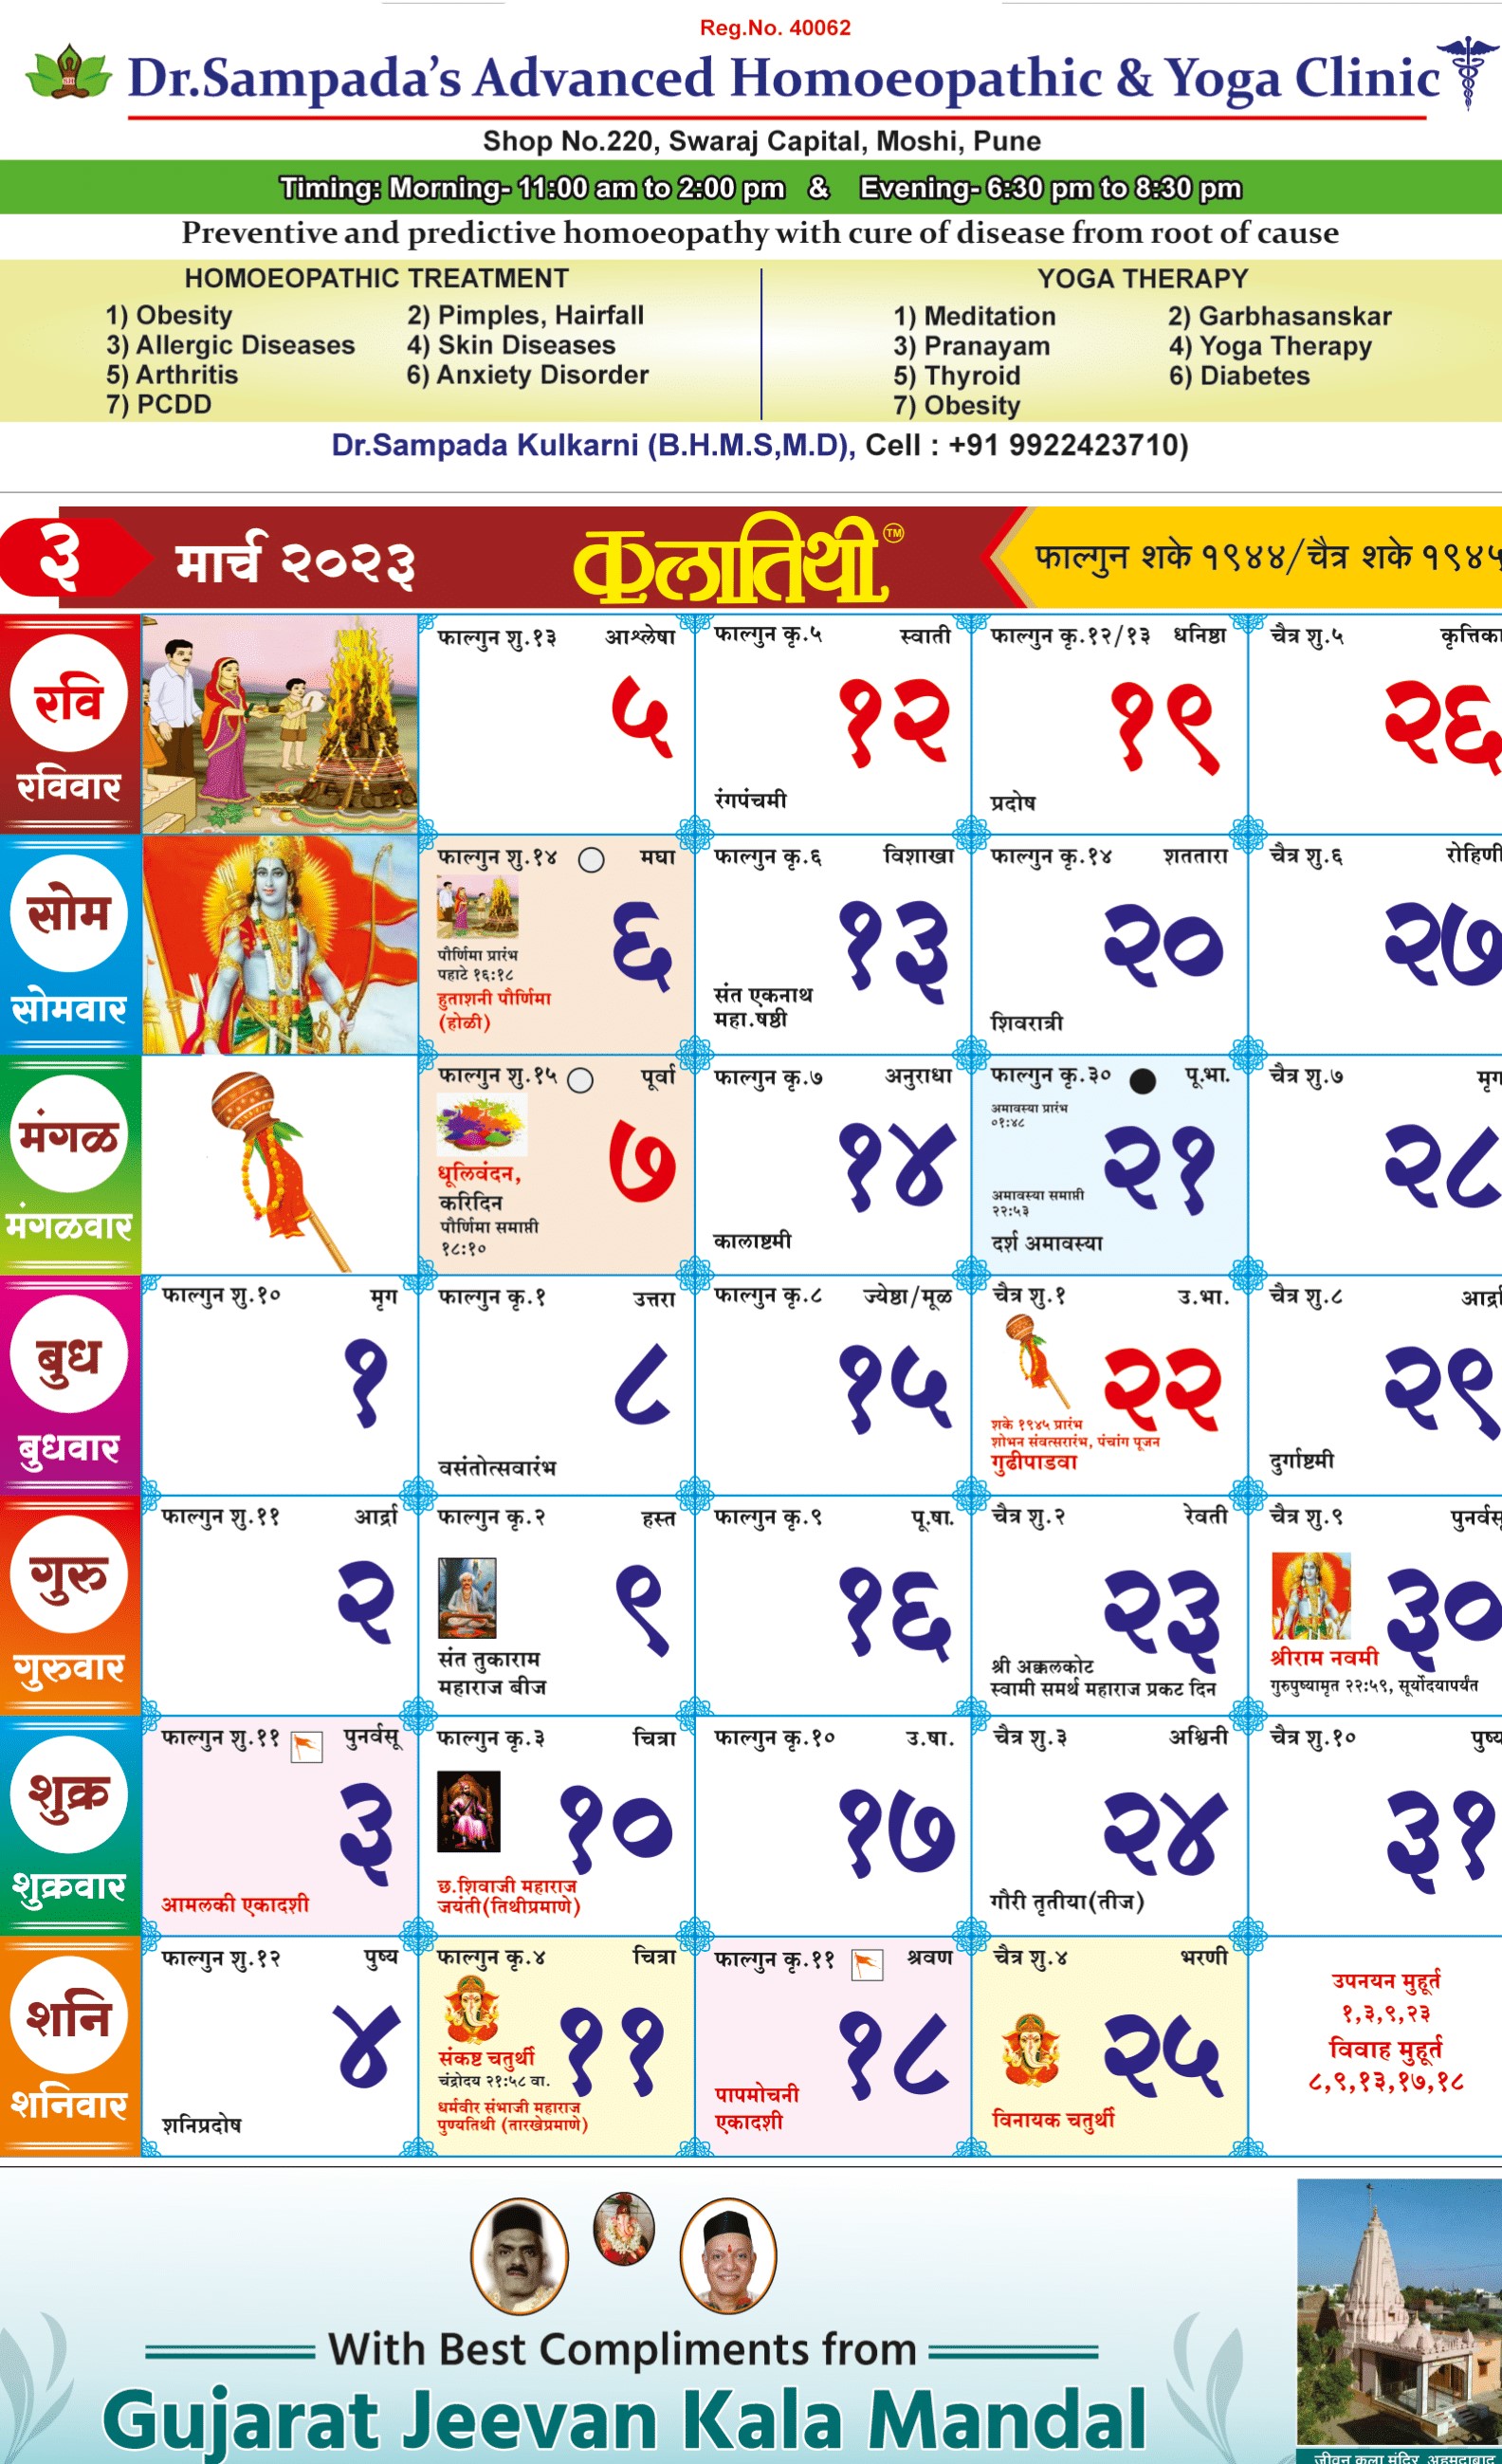 Reg.No. 40062
Dr.Sampada's Advanced Homoeopathic & Yoga Clinic
Shop No.220, Swaraj Capital, Moshi, Pune
Timing: Morning- 11:00 am to 2:00 pm & Evening- 6:30 pm to 8:30 pm
Preventive and predictive homoeopathy with cure of disease from root of cause
HOMOEOPATHIC TREATMENT
1) Obesity 2) Pimples, Hairfall
3) Allergic Diseases 4) Skin Diseases
5) Arthritis 6) Anxiety Disorder
7) PCDD
YOGA THERAPY
1) Meditation 2) Garbhasanskar
3) Pranayam 4) Yoga Therapy
5) Thyroid 6) Diabetes
7) Obesity
Dr.Sampada Kulkarni (B.H.M.S,M.D), Cell : +91 9922423710)
३ मार्च २०२३ कलातिथी TM फाल्गुन शके १९४४/चैत्र शके १९४५
रवि
रविवार
फाल्गुन शु.१३ आश्लेषा
५
फाल्गुन कृ.५ स्वाती
१२
रंगपंचमी
फाल्गुन कृ.१२/१३ धनिष्ठा
१९
प्रदोष
चैत्र शु.५ कृत्तिका
२६
सोम
सोमवार
फाल्गुन शु.१४ मघा
६
पौर्णिमा प्रारंभ
पहाटे १६:१८
हुताशनी पौर्णिमा
(होळी)
फाल्गुन कृ.६ विशाखा
१३
संत एकनाथ
महा.षष्ठी
फाल्गुन कृ.१४ शततारा
२०
शिवरात्री
चैत्र शु.६ रोहिणी
२७
मंगळ
मंगळवार
फाल्गुन शु.१५ पूर्वा
७
धूलिवंदन,
करिदिन
पौर्णिमा समाप्ती
१८:१०
फाल्गुन कृ.७ अनुराधा
१४
कालाष्टमी
फाल्गुन कृ.३० पू.भा.
अमावस्या प्रारंभ
०१:४८
२१
अमावस्या समाप्ती
२२:५३
दर्श अमावस्या
चैत्र शु.७ मृग
२८
बुध
बुधवार
फाल्गुन शु.१० मृग
१
फाल्गुन कृ.१ उत्तरा
८
वसंतोत्सवारंभ
फाल्गुन कृ.८ ज्येष्ठा/मूळ
१५
चैत्र शु.१ उ.भा.
२२
शके १९४५ प्रारंभ
शोभन संवत्सरारंभ, पंचांग पूजन
गुढीपाडवा
चैत्र शु.८ आर्द्रा
२९
दुर्गाष्टमी
गुरु
गुरुवार
फाल्गुन शु.११ आर्द्रा
२
फाल्गुन कृ.२ हस्त
९
संत तुकाराम
महाराज बीज
फाल्गुन कृ.९ पू.षा.
१६
चैत्र शु.२ रेवती
२३
श्री अक्कलकोट
स्वामी समर्थ महाराज प्रकट दिन
चैत्र शु.९ पुनर्वसू
३०
श्रीराम नवमी
गुरुपुष्यामृत २२:५९, सूर्योदयापर्यंत
शुक्र
शुक्रवार
फाल्गुन शु.११ पुनर्वसू
३
आमलकी एकादशी
फाल्गुन कृ.३ चित्रा
१०
छ.शिवाजी महाराज
जयंती(तिथीप्रमाणे)
फाल्गुन कृ.१० उ.षा.
१७
चैत्र शु.३ अश्विनी
२४
गौरी तृतीया(तीज)
चैत्र शु.१० पुष्य
३१
शनि
शनिवार
फाल्गुन शु.१२ पुष्य
४
शनिप्रदोष
फाल्गुन कृ.४ चित्रा
११
संकष्ट चतुर्थी
चंद्रोदय २१:५८ वा.
धर्मवीर संभाजी महाराज
पुण्यतिथी (तारखेप्रमाणे)
फाल्गुन कृ.११ श्रवण
१८
पापमोचनी
एकादशी
चैत्र शु.४ भरणी
२५
विनायक चतुर्थी
उपनयन मुहूर्त
१,३,९,२३
विवाह मुहूर्त
८,९,१३,१७,१८
With Best Compliments from
Gujarat Jeevan Kala Mandal
जीवन कला मंदिर, अहमदाबाद